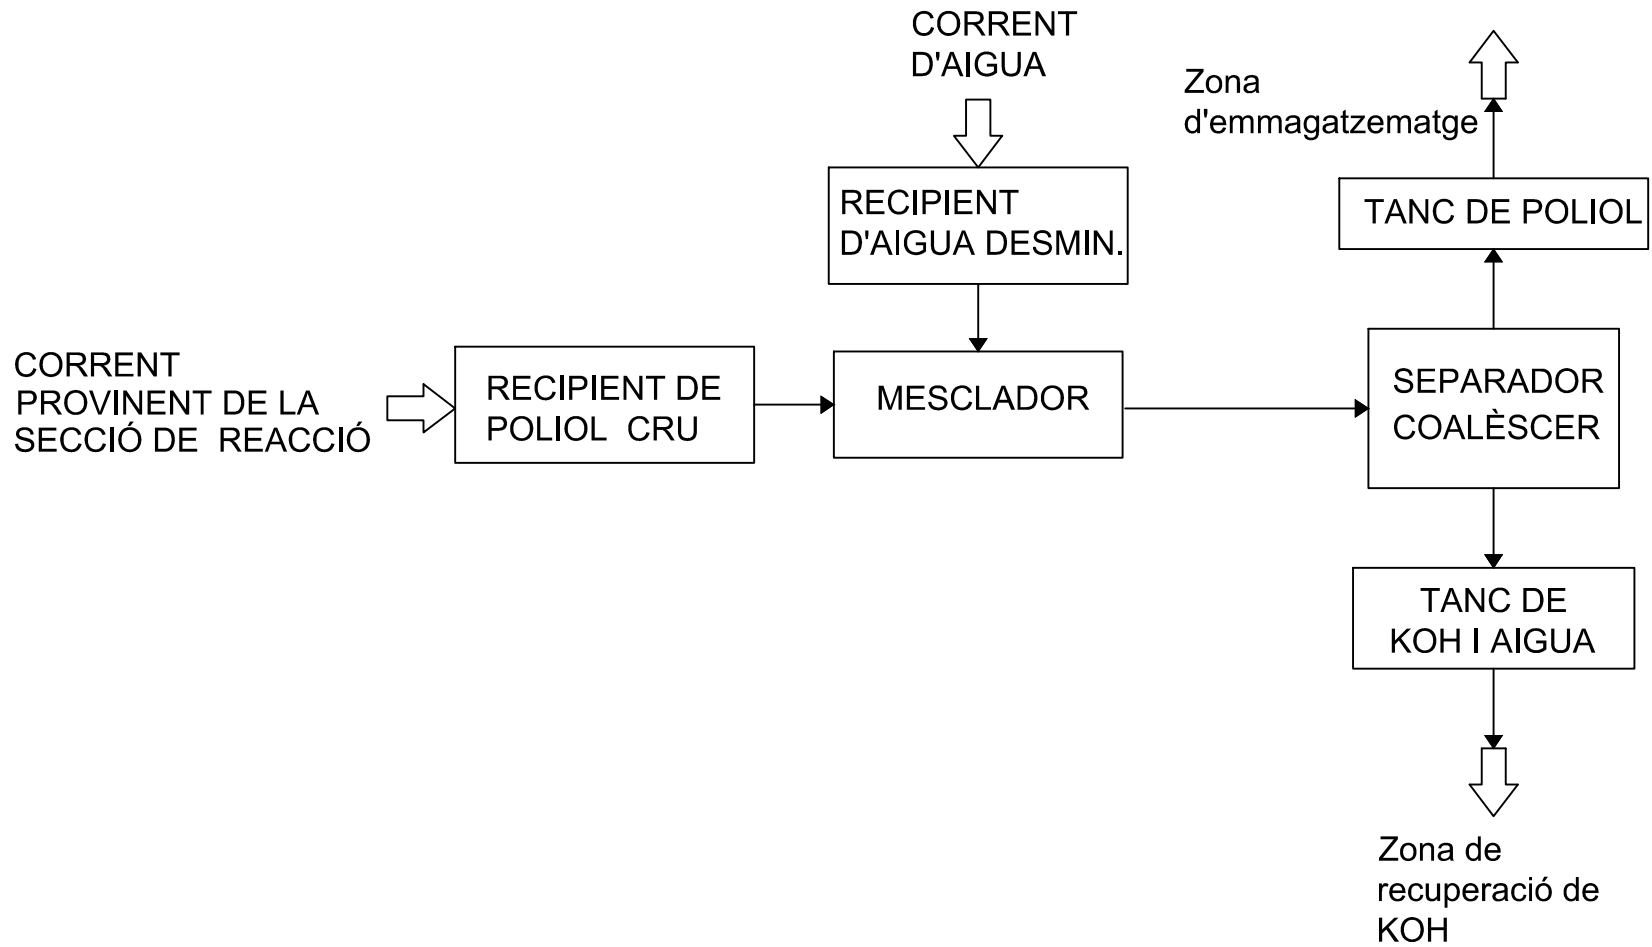 CORRENT
D'AIGUA
Zona
d'emmagatzematge
RECIPIENT
D'AIGUA DESMIN.
TANC DE POLIOL
CORRENT
PROVINENT DE LA
SECCIÓ DE REACCIÓ
RECIPIENT DE
POLIOL CRU
MESCLADOR
SEPARADOR
COALÈSCER
TANC DE
KOH I AIGUA
Zona de
recuperació de
KOH